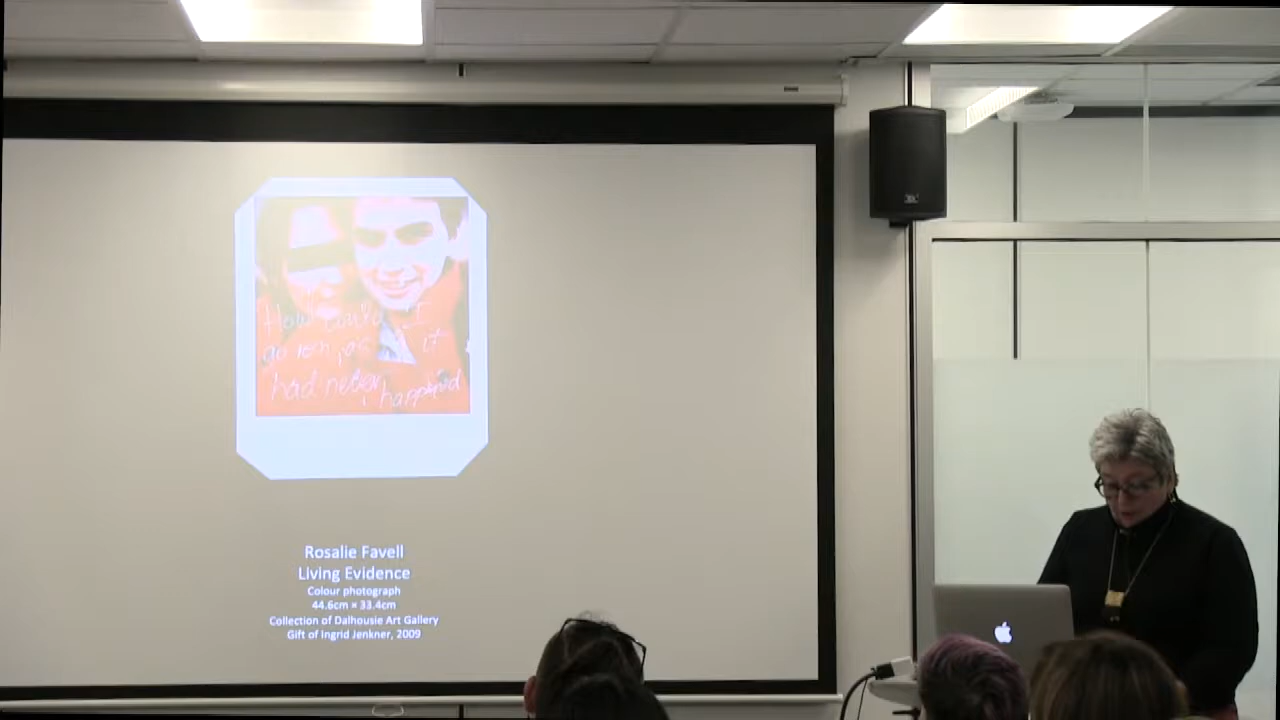 How could I
go on, as if it
had never happened
Rosalie Favell
Living Evidence
Colour photograph
44.6cm × 33.4cm
Collection of Dalhousie Art Gallery
Gift of Ingrid Jenkner, 2009